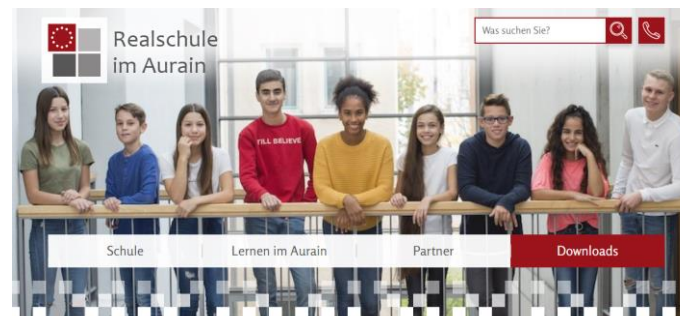 Realschule
im Aurain
Was suchen Sie?
TILL BELIEVE
Schule
Lernen im Aurain
Partner
Downloads